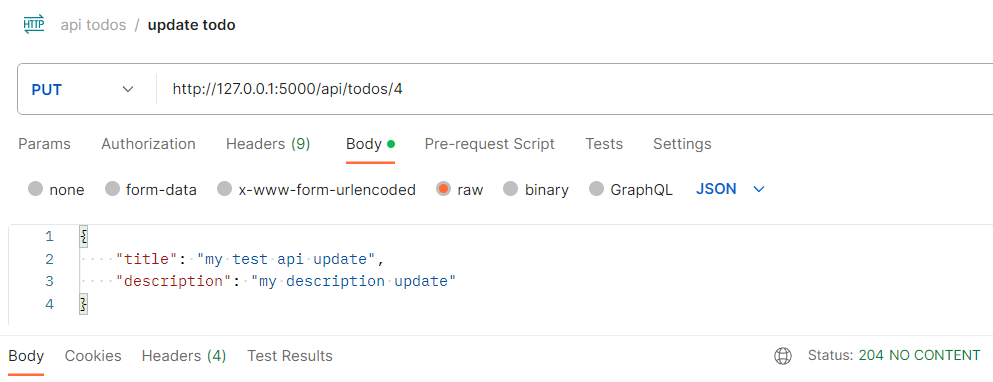 HTTP api todos / update todo
PUT http://127.0.0.1:5000/api/todos/4
Params Authorization Headers (9) Body Pre-request Script Tests Settings
none form-data x-www-form-urlencoded raw binary GraphQL JSON
1 {
2 "title": "my test api update",
3 "description": "my description update"
4 }
Body Cookies Headers (4) Test Results Status: 204 NO CONTENT